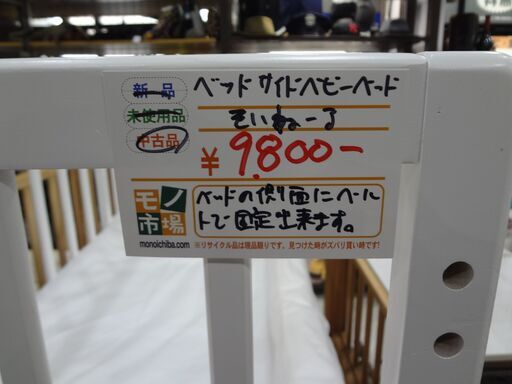 新品
ベッドサイドベビーベッド
未使用品
そいねーる
中古品
¥9.800-
モノ市場
ベッドの側面にベールトで固定出来ます。
monoichiba.com
※リサイクル品は現品限りです。見つけた時がズバリ買い時です!